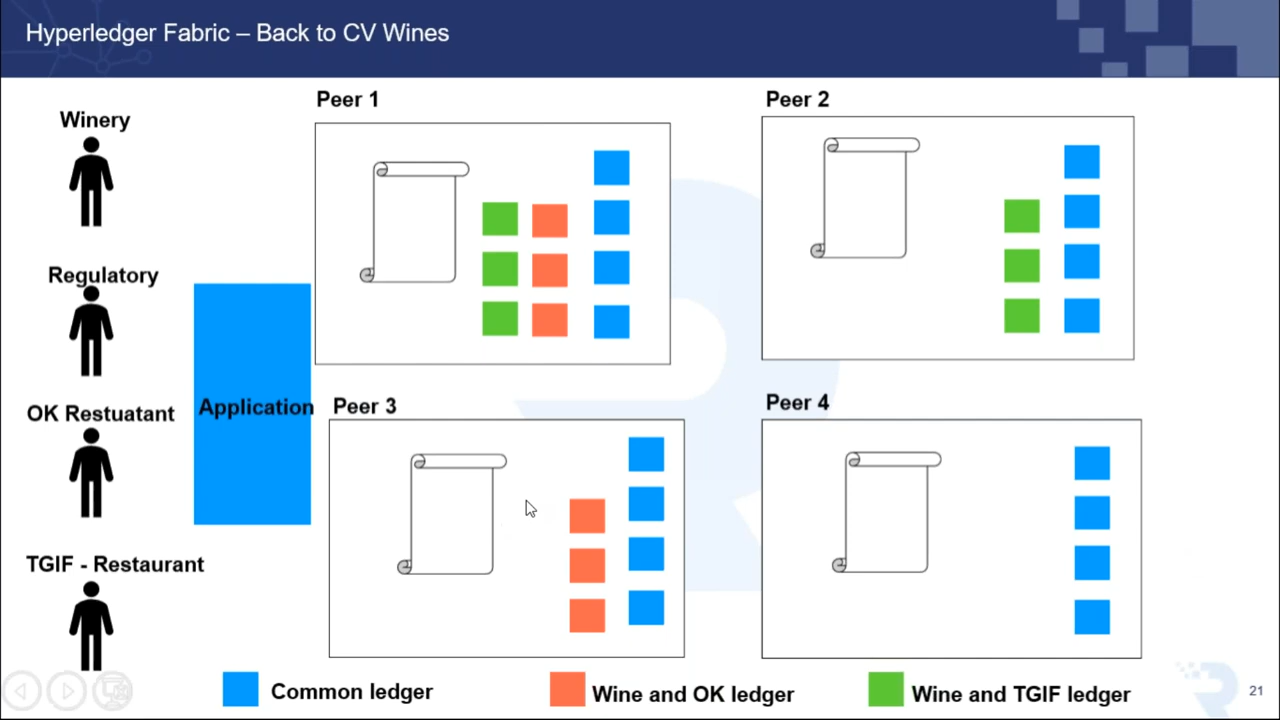 Hyperledger Fabric – Back to CV Wines
Peer 1
Peer 2
Winery
Regulatory
OK Restuatant
Application
Peer 3
Peer 4
TGIF - Restaurant
Common ledger
Wine and OK ledger
Wine and TGIF ledger
21